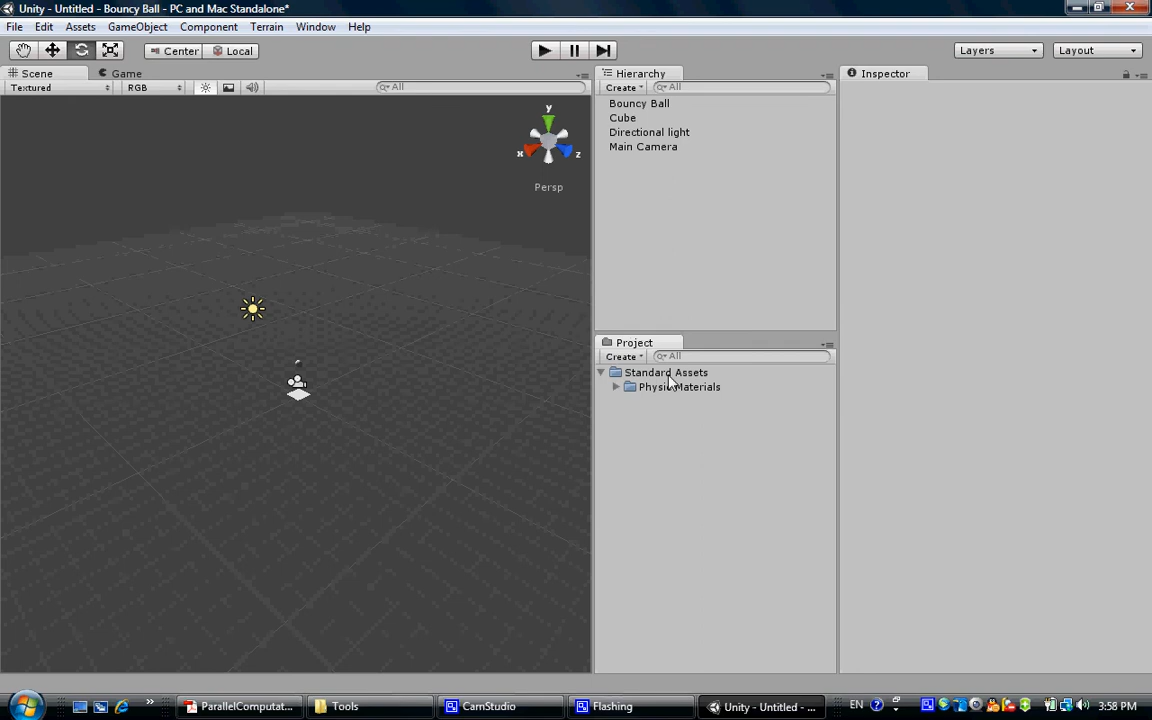 Unity - Untitled - Bouncy Ball - PC and Mac Standalone*
File Edit Assets GameObject Component Terrain Window Help
Center Local Layers Layout
Scene Game Hierarchy Inspector
Textured RGB All Create All
Bouncy Ball
Cube
Directional light
Main Camera
y
x z
Persp
Project
Create All
Standard Assets
Physic Materials
ParallelComputat... Tools CamStudio Flashing Unity - Untitled - ... EN 3:58 PM